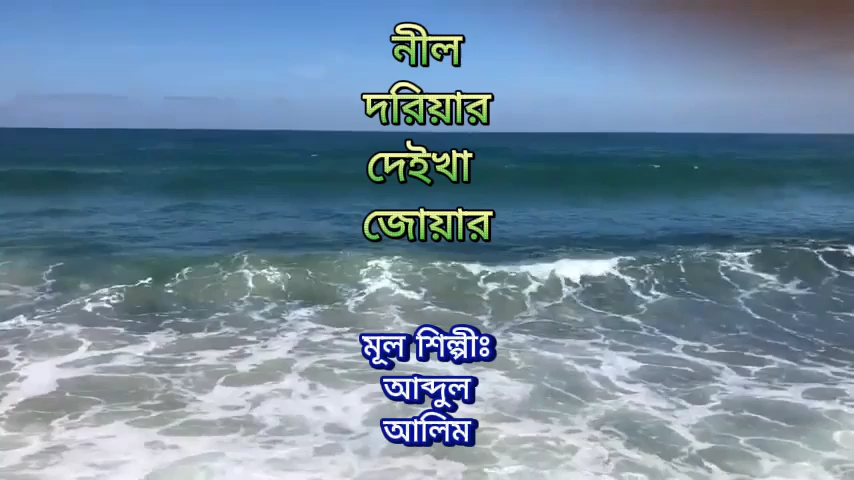 নীল
দরিয়ার
দেইখা
জোয়ার
মূল শিল্পীঃ
আব্দুল
আলিম